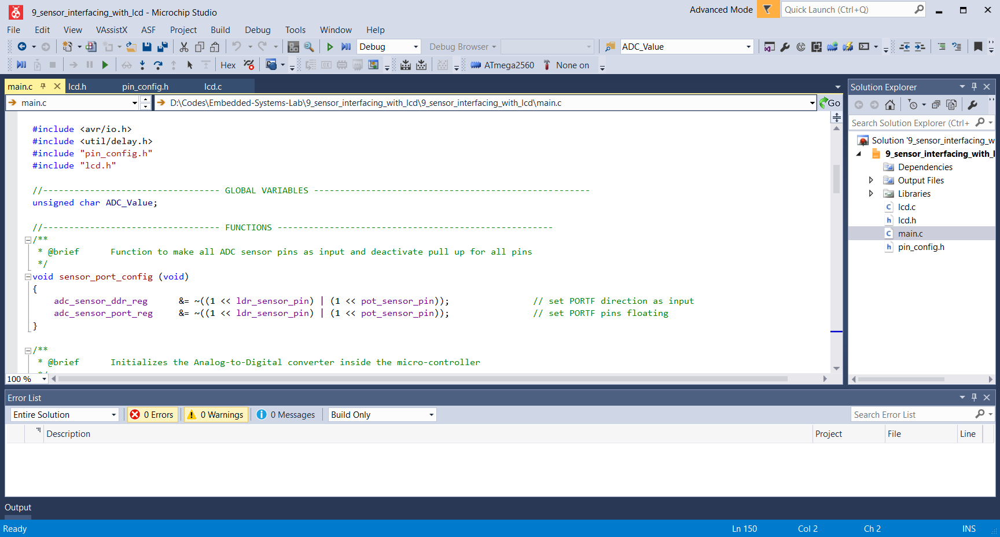 9_sensor_interfacing_with_lcd - Microchip Studio
Advanced Mode
Quick Launch (Ctrl+Q)
File Edit View VAssistX ASF Project Build Debug Tools Window Help
Debug Debug Browser ADC_Value
Hex ATmega2560 None on
main.c lcd.h pin_config.h lcd.c
main.c D:\Codes\Embedded-Systems-Lab\9_sensor_interfacing_with_lcd\9_sensor_interfacing_with_lcd\main.c Go
#include <avr/io.h>
#include <util/delay.h>
#include "pin_config.h"
#include "lcd.h"
//---------------------------------- GLOBAL VARIABLES -----------------------------------------------------
unsigned char ADC_Value;
//---------------------------------- FUNCTIONS -----------------------------------------------------
/**
* @brief Function to make all ADC sensor pins as input and deactivate pull up for all pins
*/
void sensor_port_config (void)
{
adc_sensor_ddr_reg &= ~((1 << ldr_sensor_pin) | (1 << pot_sensor_pin)); // set PORTF direction as input
adc_sensor_port_reg &= ~((1 << ldr_sensor_pin) | (1 << pot_sensor_pin)); // set PORTF pins floating
}
/**
* @brief Initializes the Analog-to-Digital converter inside the micro-controller
100 %
Solution Explorer
Search Solution Explorer (Ctrl+
Solution '9_sensor_interfacing_w
9_sensor_interfacing_with_l
Dependencies
Output Files
Libraries
lcd.c
lcd.h
main.c
pin_config.h
Error List
Entire Solution 0 Errors 0 Warnings 0 Messages Build Only Search Error List
Description Project File Line
Output
Ready Ln 150 Col 2 Ch 2 INS